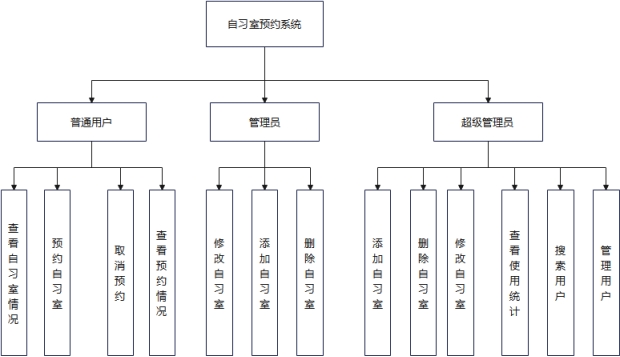 自习室预约系统
普通用户
管理员
超级管理员
查看自习室情况
预约自习室
取消预约
查看预约情况
修改自习室
添加自习室
删除自习室
添加自习室
删除自习室
修改自习室
查看使用统计
搜素用户
管理用户